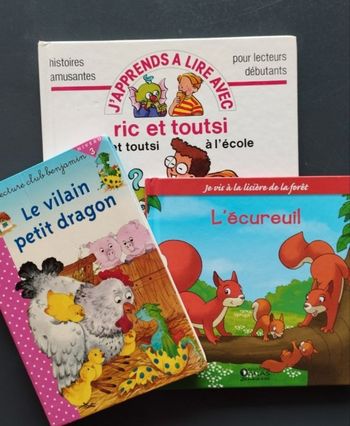 histoires
amusantes
J'APPRENDS A LIRE AVEC
pour lecteurs
débutants
ric et toutsi
et toutsi à l'école
lecture club benjamin
3
Le vilain
petit dragon
Je vis à la lisière de la forêt
L'écureuil